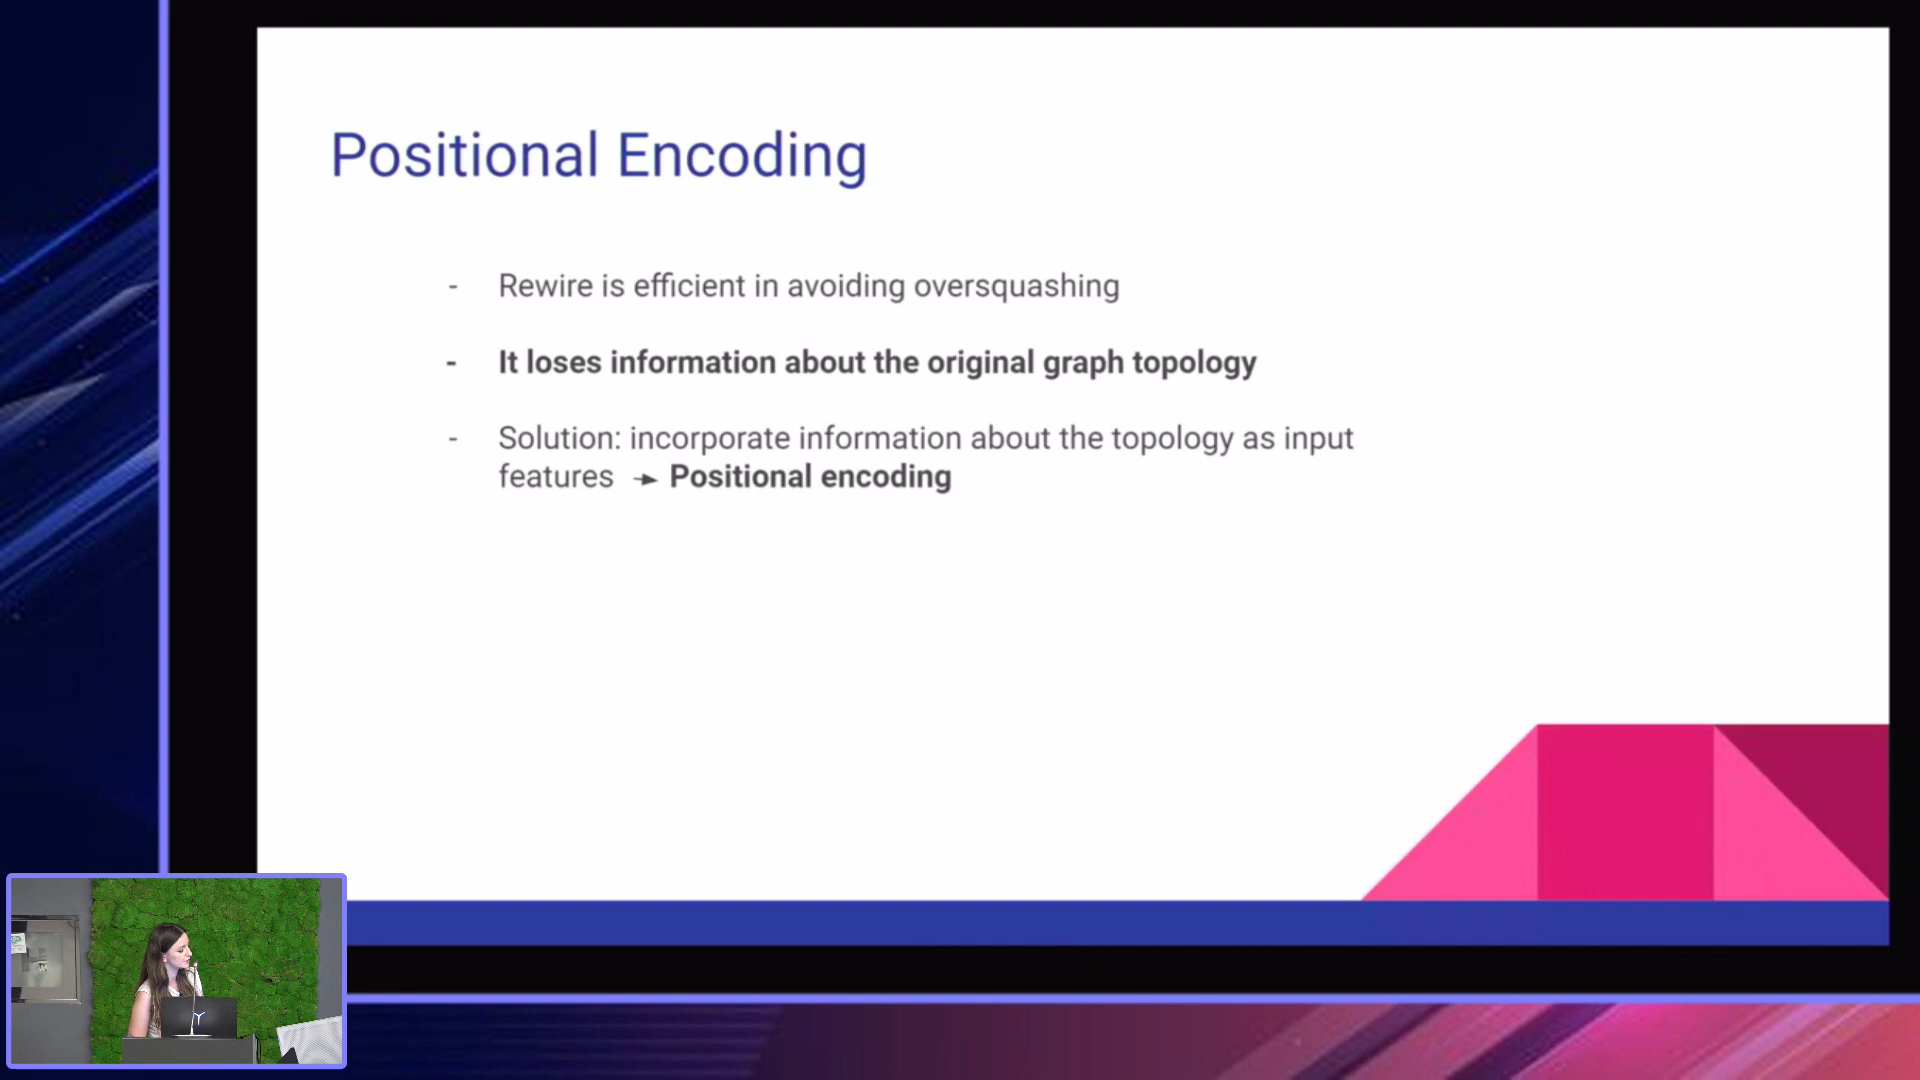 Positional Encoding
- Rewire is efficient in avoiding oversquashing
- It loses information about the original graph topology
- Solution: incorporate information about the topology as input
features → Positional encoding